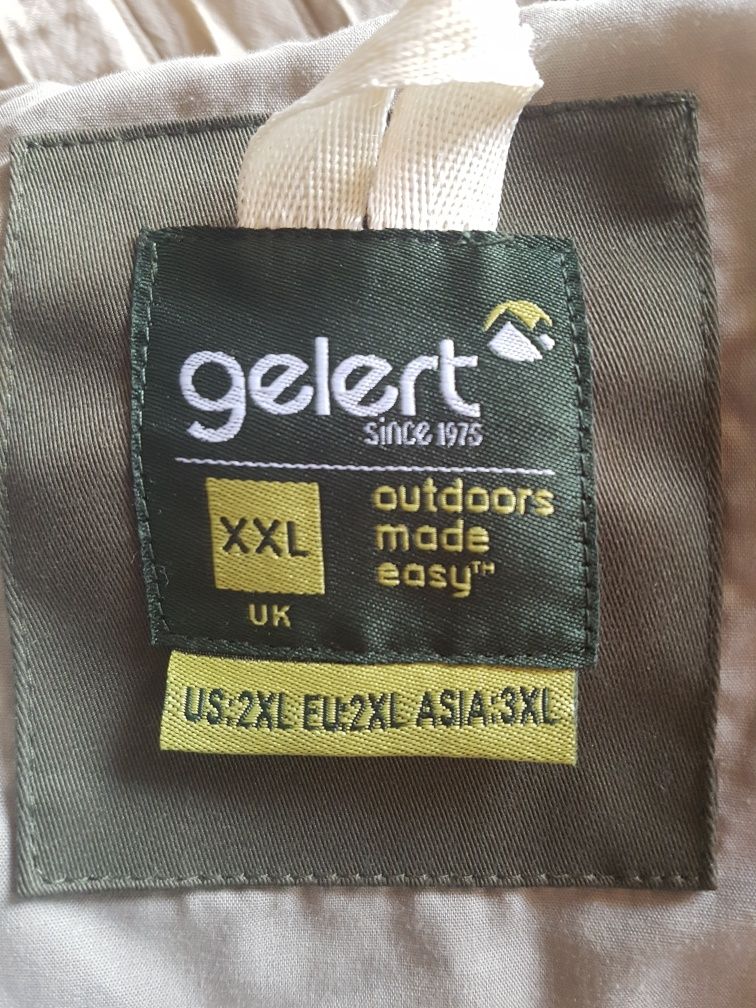 gelert
since 1975
XXL
UK
outdoors
made
easy™
US:2XL EU:2XL ASIA:3XL